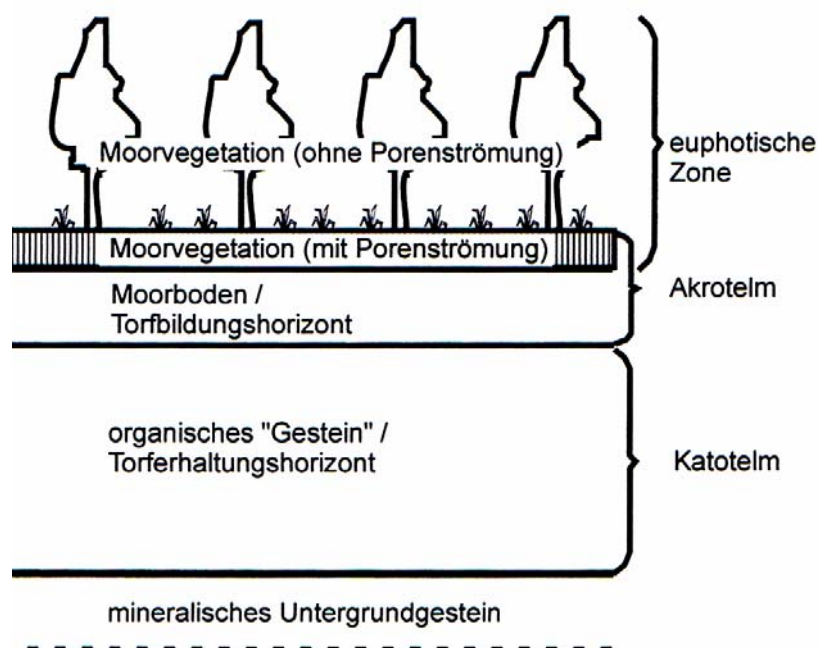 Moorvegetation (ohne Porenströmung)
euphotische
Zone
Moorvegetation (mit Porenströmung)
Moorboden /
Torfbildungshorizont
Akrotelm
organisches "Gestein" /
Torferhaltungshorizont
Katotelm
mineralisches Untergrundgestein